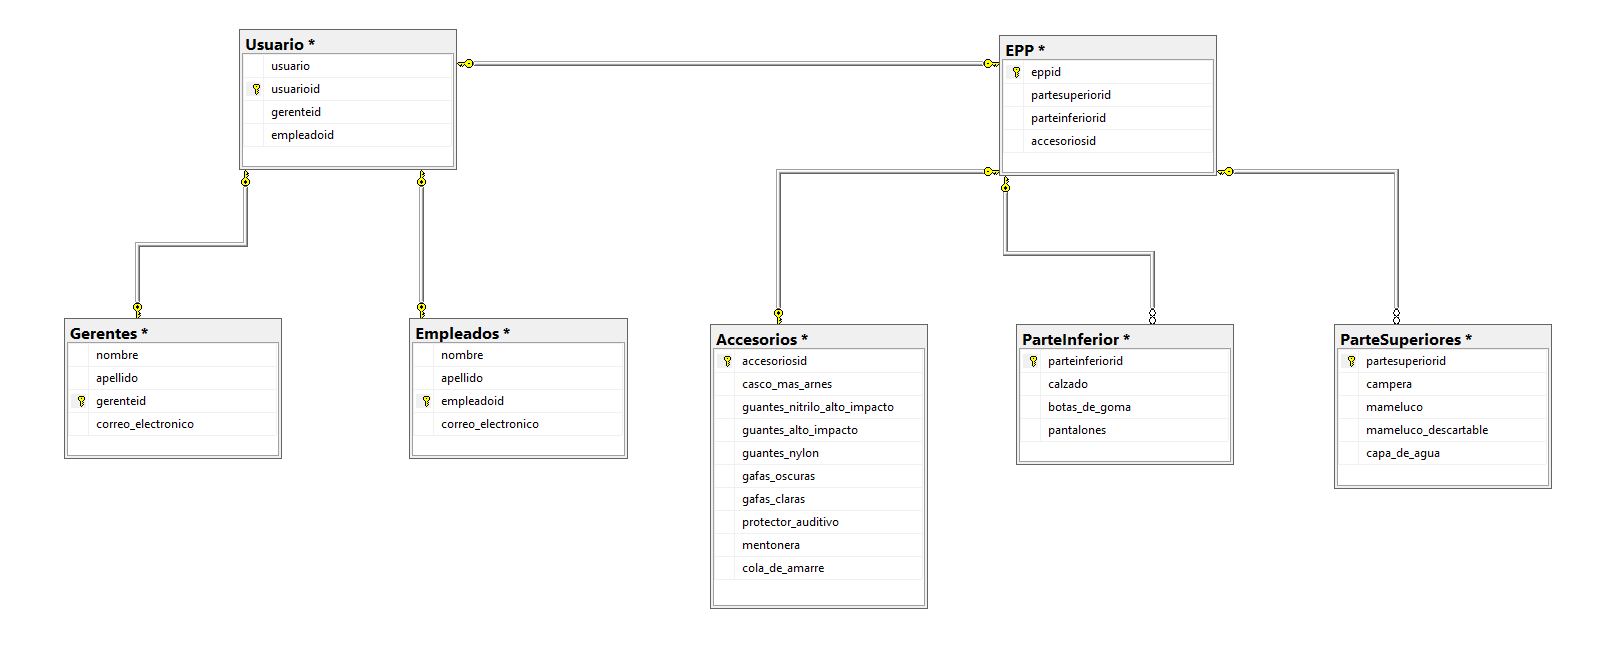 Usuario *
usuario
usuarioid
gerenteid
empleadoid
EPP *
eppid
partesuperiorid
parteinferiorid
accesoriosid
Gerentes *
nombre
apellido
gerenteid
correo_electronico
Empleados *
nombre
apellido
empleadoid
correo_electronico
Accesorios *
accesoriosid
casco_mas_arnes
guantes_nitrilo_alto_impacto
guantes_alto_impacto
guantes_nylon
gafas_oscuras
gafas_claras
protector_auditivo
mentonera
cola_de_amarre
ParteInferior *
parteinferiorid
calzado
botas_de_goma
pantalones
ParteSuperiores *
partesuperiorid
campera
mameluco
mameluco_descartable
capa_de_agua